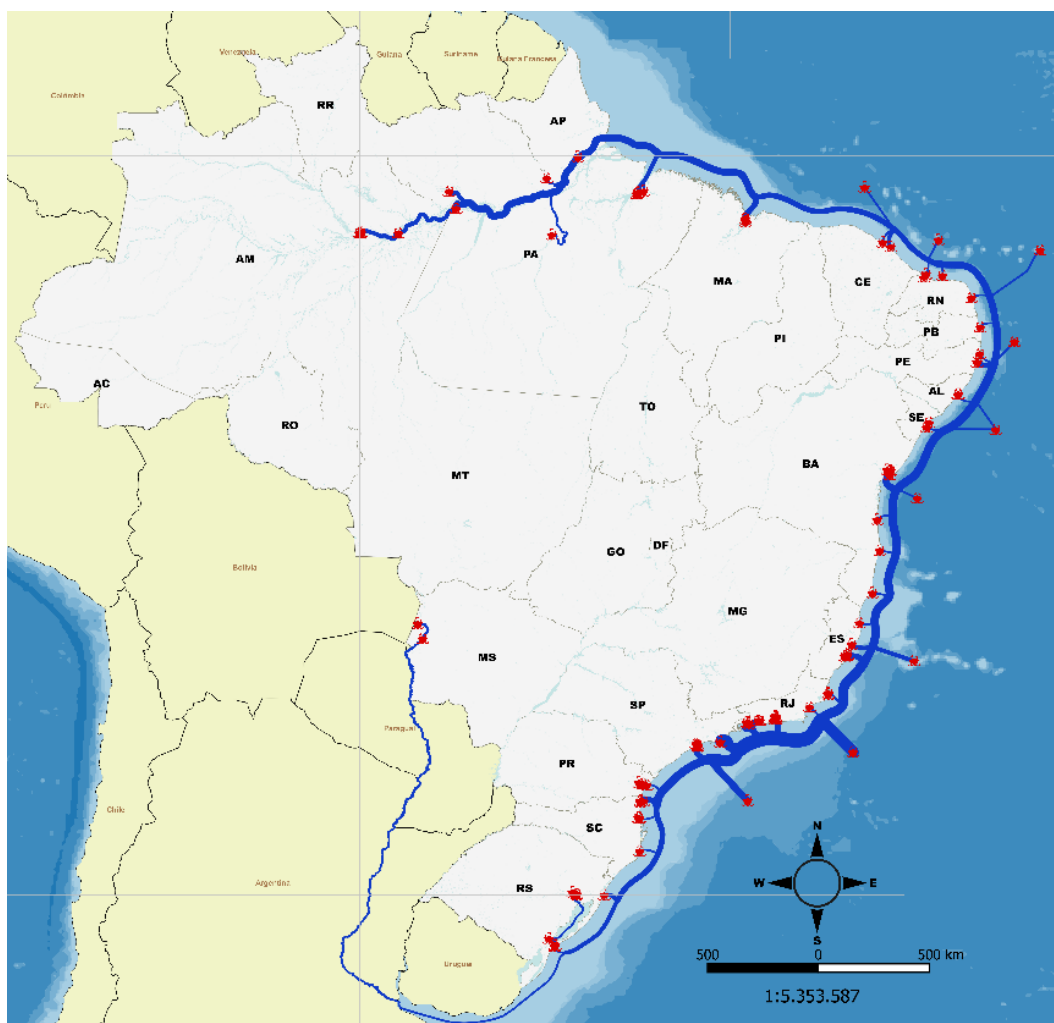 Venezuela
Guiana
Suriname
Guiana Francesa
Colômbia
RR
AP
AM
PA
MA
CE
RN
PB
PI
PE
AL
SE
AC
Peru
TO
RO
BA
MT
GO
DF
Bolívia
MG
MS
ES
SP
RJ
Paraguai
PR
Chile
SC
N
W
E
S
Argentina
RS
Uruguai
500
0
500 km
1:5.353.587